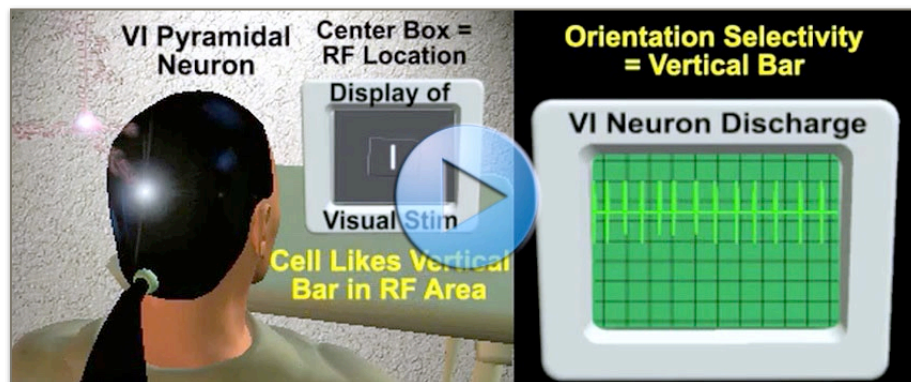 VI Pyramidal
Neuron
Center Box =
RF Location
Display of
Visual Stim
Cell Likes Vertical
Bar in RF Area
Orientation Selectivity
= Vertical Bar
VI Neuron Discharge